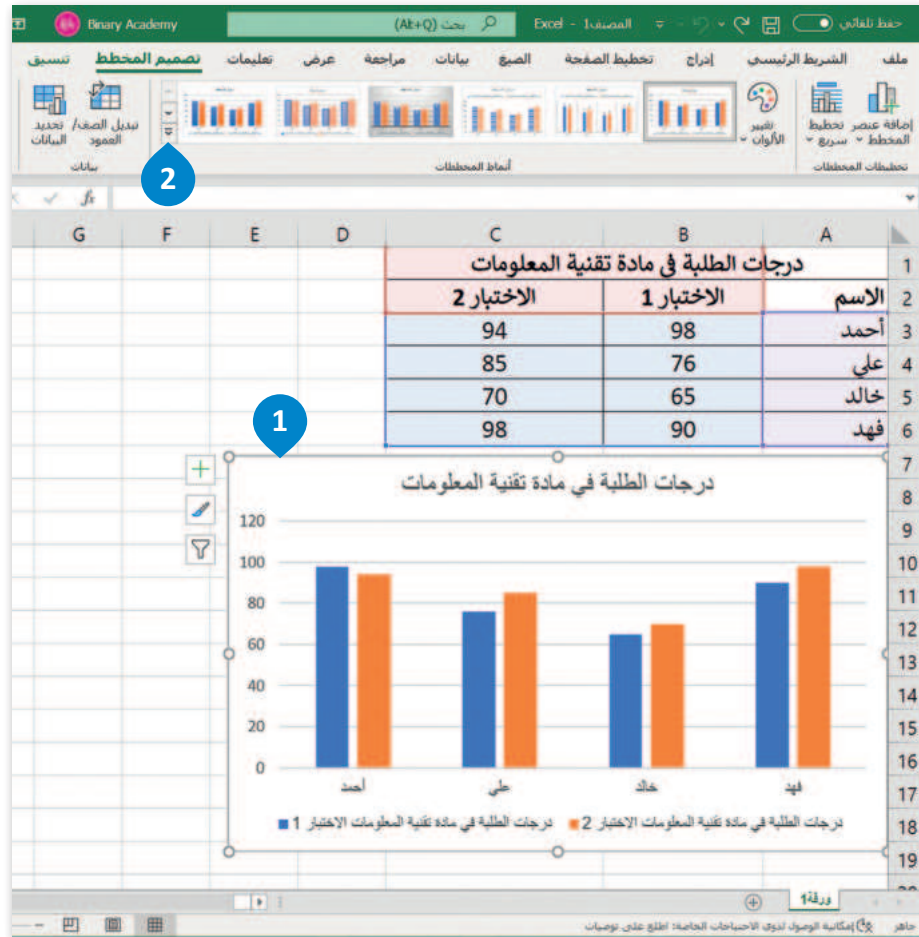 حفظ تلقائي
المصنف1 - Excel
بحث (Alt+Q)
Binary Academy
ملف الشريط الرئيسي إدراج تخطيط الصفحة الصيغ بيانات مراجعة عرض تعليمات تصميم المخطط تنسيق
إضافة عنصر المخطط
تخطيط سريع
تغيير الألوان
تبديل الصف/ العمود
تحديد البيانات
تخطيطات المخططات
أنماط المخططات
بيانات
2
fx
A B C D E F G
1 درجات الطلبة في مادة تقنية المعلومات
2 الاسم الاختبار 1 الاختبار 2
3 أحمد 98 94
4 علي 76 85
5 خالد 65 70
6 فهد 90 98
1
7
8
9
10
11
12
13
14
15
16
17
18
19
درجات الطلبة في مادة تقنية المعلومات
120
100
80
60
40
20
0
أحمد علي خالد فهد
درجات الطلبة في مادة تقنية المعلومات الاختبار 1
درجات الطلبة في مادة تقنية المعلومات الاختبار 2
ورقة1
جاهز
إمكانية الوصول لذوي الاحتياجات الخاصة: اطلع على توصيات